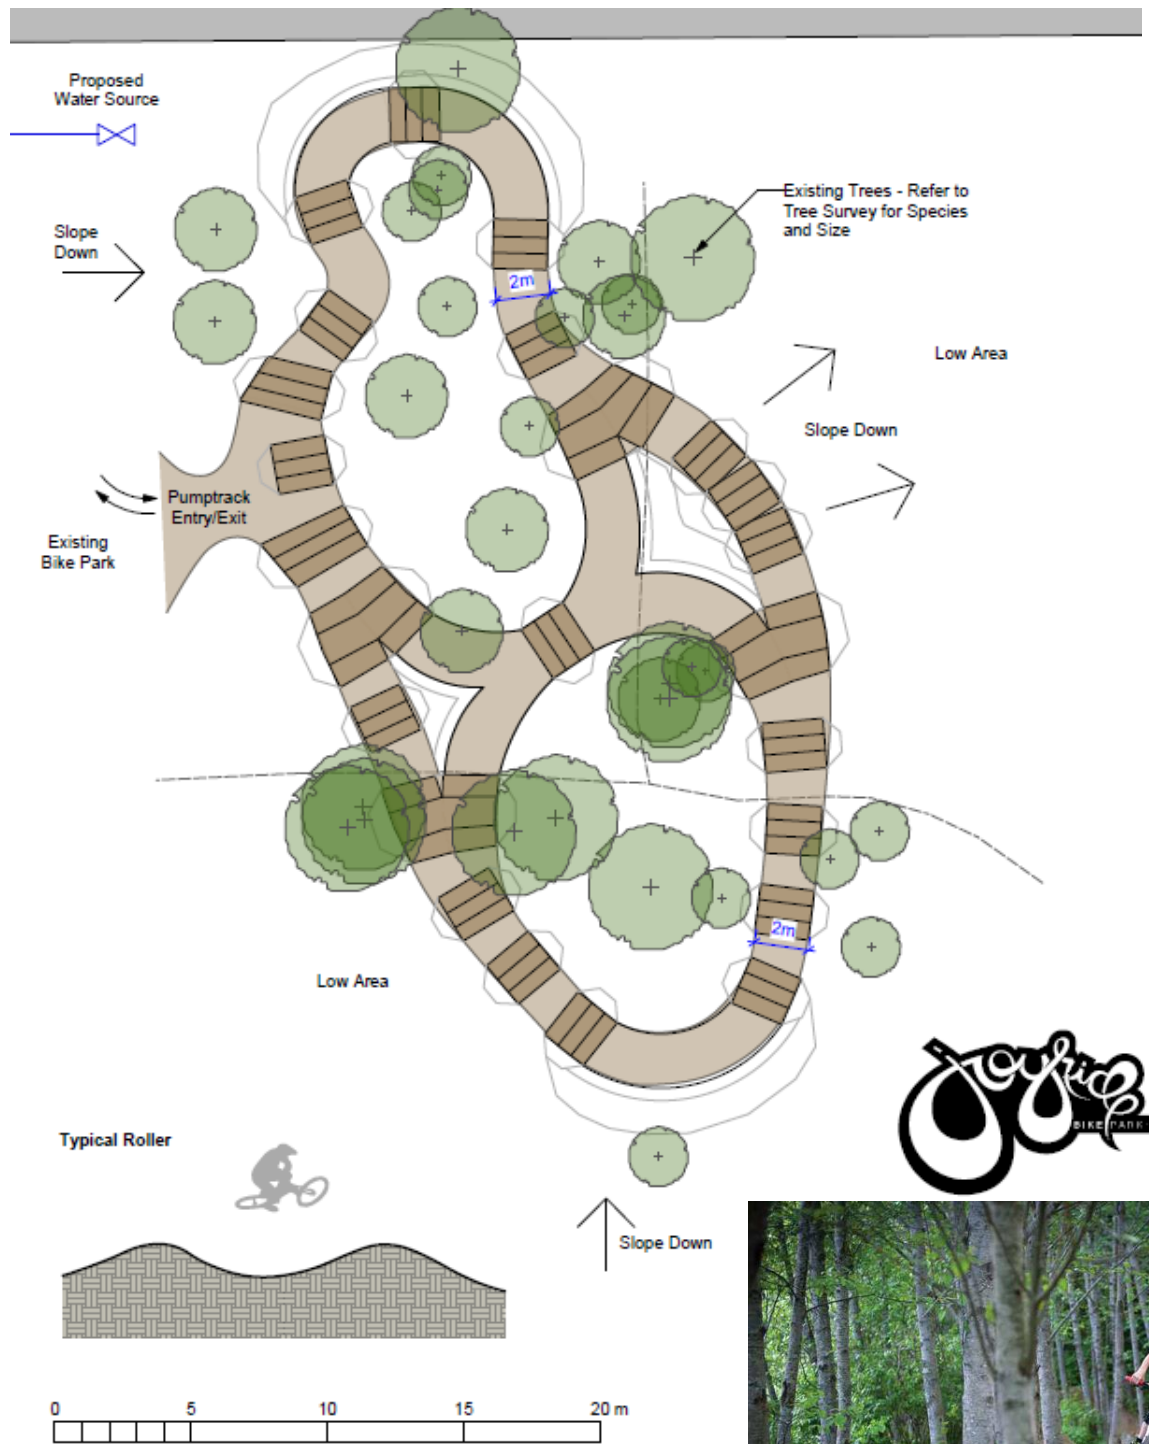 Proposed
Water Source
Existing Trees - Refer to
Tree Survey for Species
and Size
Slope
Down
2m
Low Area
Slope Down
Pumptrack
Entry/Exit
Existing
Bike Park
2m
Low Area
Joyride
BIKE PARK
Typical Roller
Slope Down
0 5 10 15 20 m